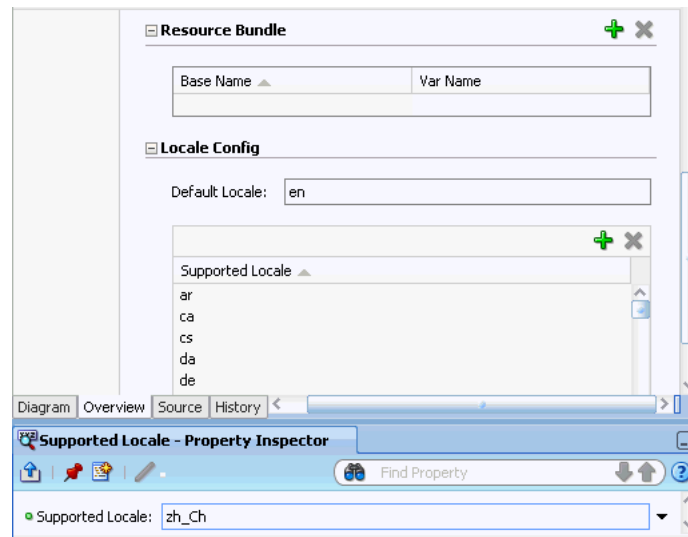 Resource Bundle
Base Name Var Name
Locale Config
Default Locale: en
Supported Locale
ar
ca
cs
da
de
Diagram Overview Source History
Supported Locale - Property Inspector
Find Property
Supported Locale: zh_Ch